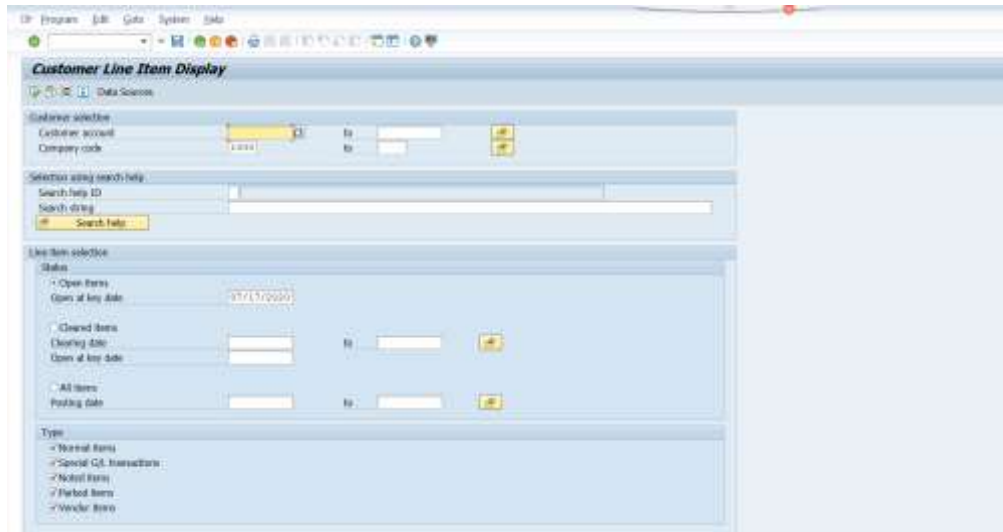 Program Edit Goto System Help
Customer Line Item Display
Data Sources
Customer selection
Customer account to
Company code to
Selection using search help
Search help ID
Search string
Search help
Line item selection
Status
Open items
Open at key date 07/17/2020
Cleared items
Clearing date to
Open at key date
All items
Posting date to
Type
Normal items
Special G/L transactions
Noted items
Parked items
Vendor items